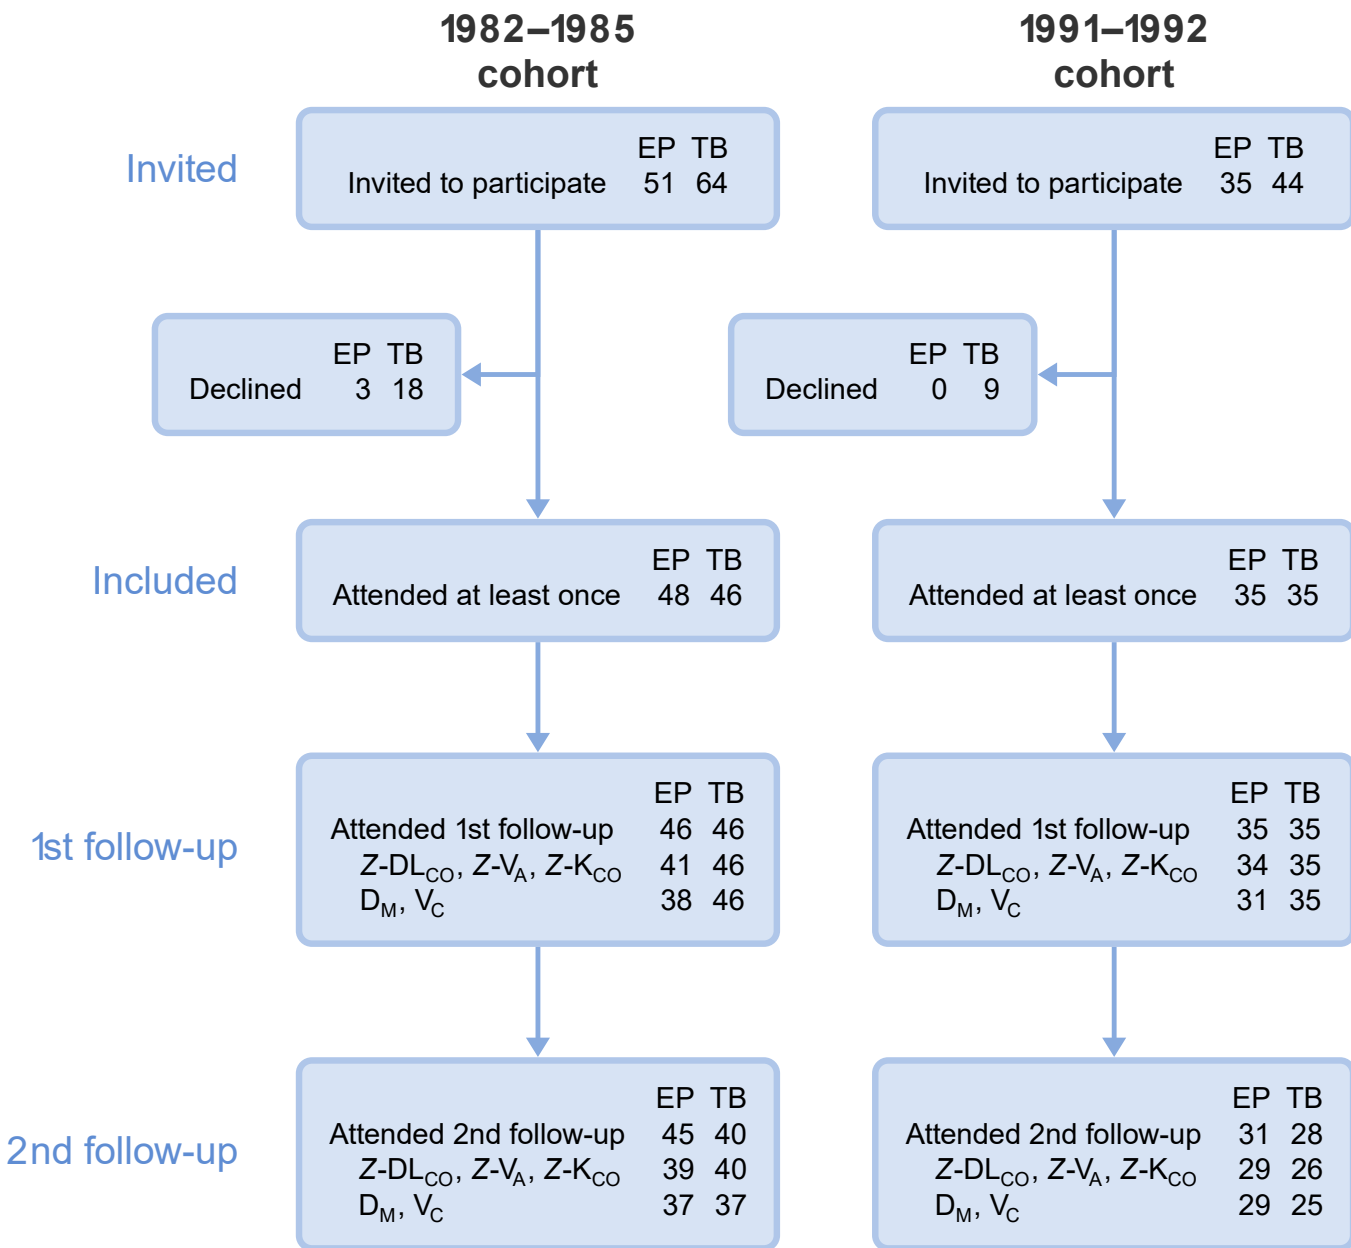 1982–1985
cohort
1991–1992
cohort
Invited
EP TB
Invited to participate 51 64
EP TB
Invited to participate 35 44
EP TB
Declined 3 18
EP TB
Declined 0 9
Included
EP TB
Attended at least once 48 46
EP TB
Attended at least once 35 35
1st follow-up
EP TB
Attended 1st follow-up 46 46
Z-DLCO, Z-VA, Z-KCO 41 46
DM, VC 38 46
EP TB
Attended 1st follow-up 35 35
Z-DLCO, Z-VA, Z-KCO 34 35
DM, VC 31 35
2nd follow-up
EP TB
Attended 2nd follow-up 45 40
Z-DLCO, Z-VA, Z-KCO 39 40
DM, VC 37 37
EP TB
Attended 2nd follow-up 31 28
Z-DLCO, Z-VA, Z-KCO 29 26
DM, VC 29 25